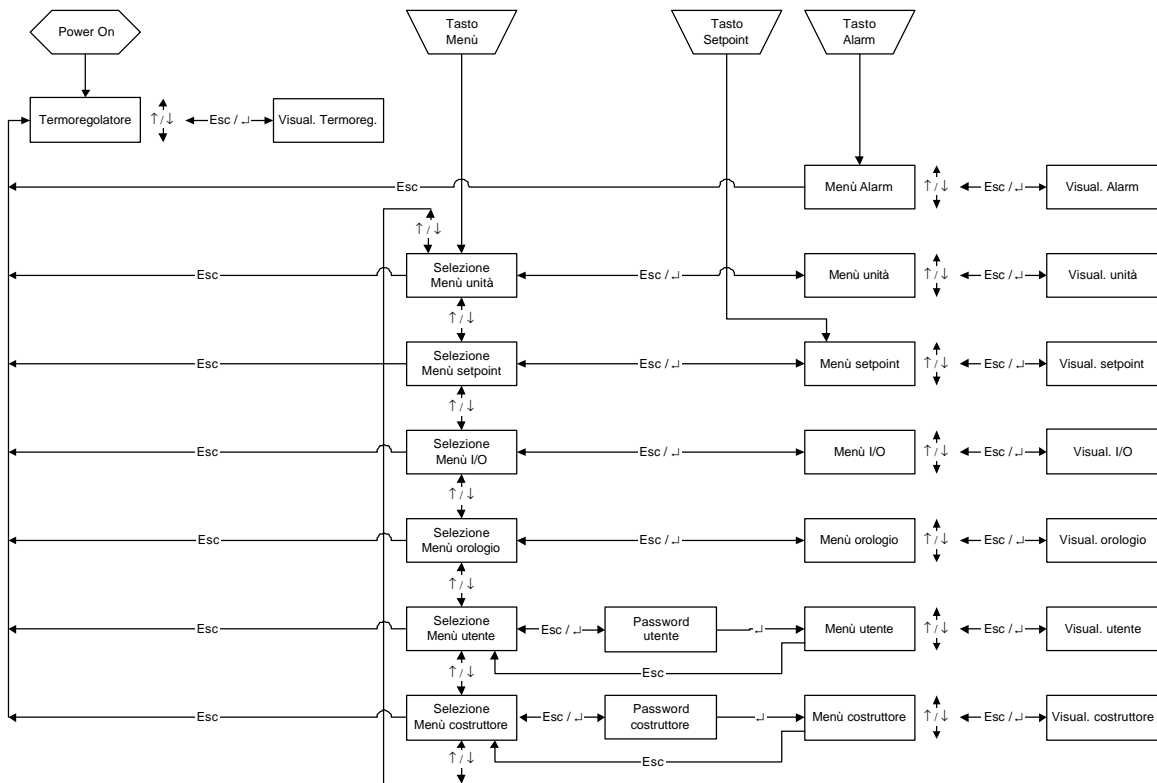 Power On
Tasto
Menù
Tasto
Setpoint
Tasto
Alarm
Termoregolatore
↑/↓
Esc / ↵
Visual. Termoreg.
Esc
Menù Alarm
↑/↓
Esc / ↵
Visual. Alarm
↑/↓
Esc
Selezione
Menù unità
Esc / ↵
Menù unità
↑/↓
Esc / ↵
Visual. unità
↑/↓
Esc
Selezione
Menù setpoint
Esc / ↵
Menù setpoint
↑/↓
Esc / ↵
Visual. setpoint
↑/↓
Esc
Selezione
Menù I/O
Esc / ↵
Menù I/O
↑/↓
Esc / ↵
Visual. I/O
↑/↓
Esc
Selezione
Menù orologio
Esc / ↵
Menù orologio
↑/↓
Esc / ↵
Visual. orologio
↑/↓
Esc
Selezione
Menù utente
Esc / ↵
Password
utente
↵
Menù utente
↑/↓
Esc / ↵
Visual. utente
Esc
↑/↓
Esc
Selezione
Menù costruttore
Esc / ↵
Password
costruttore
↵
Menù costruttore
↑/↓
Esc / ↵
Visual. costruttore
Esc
↑/↓